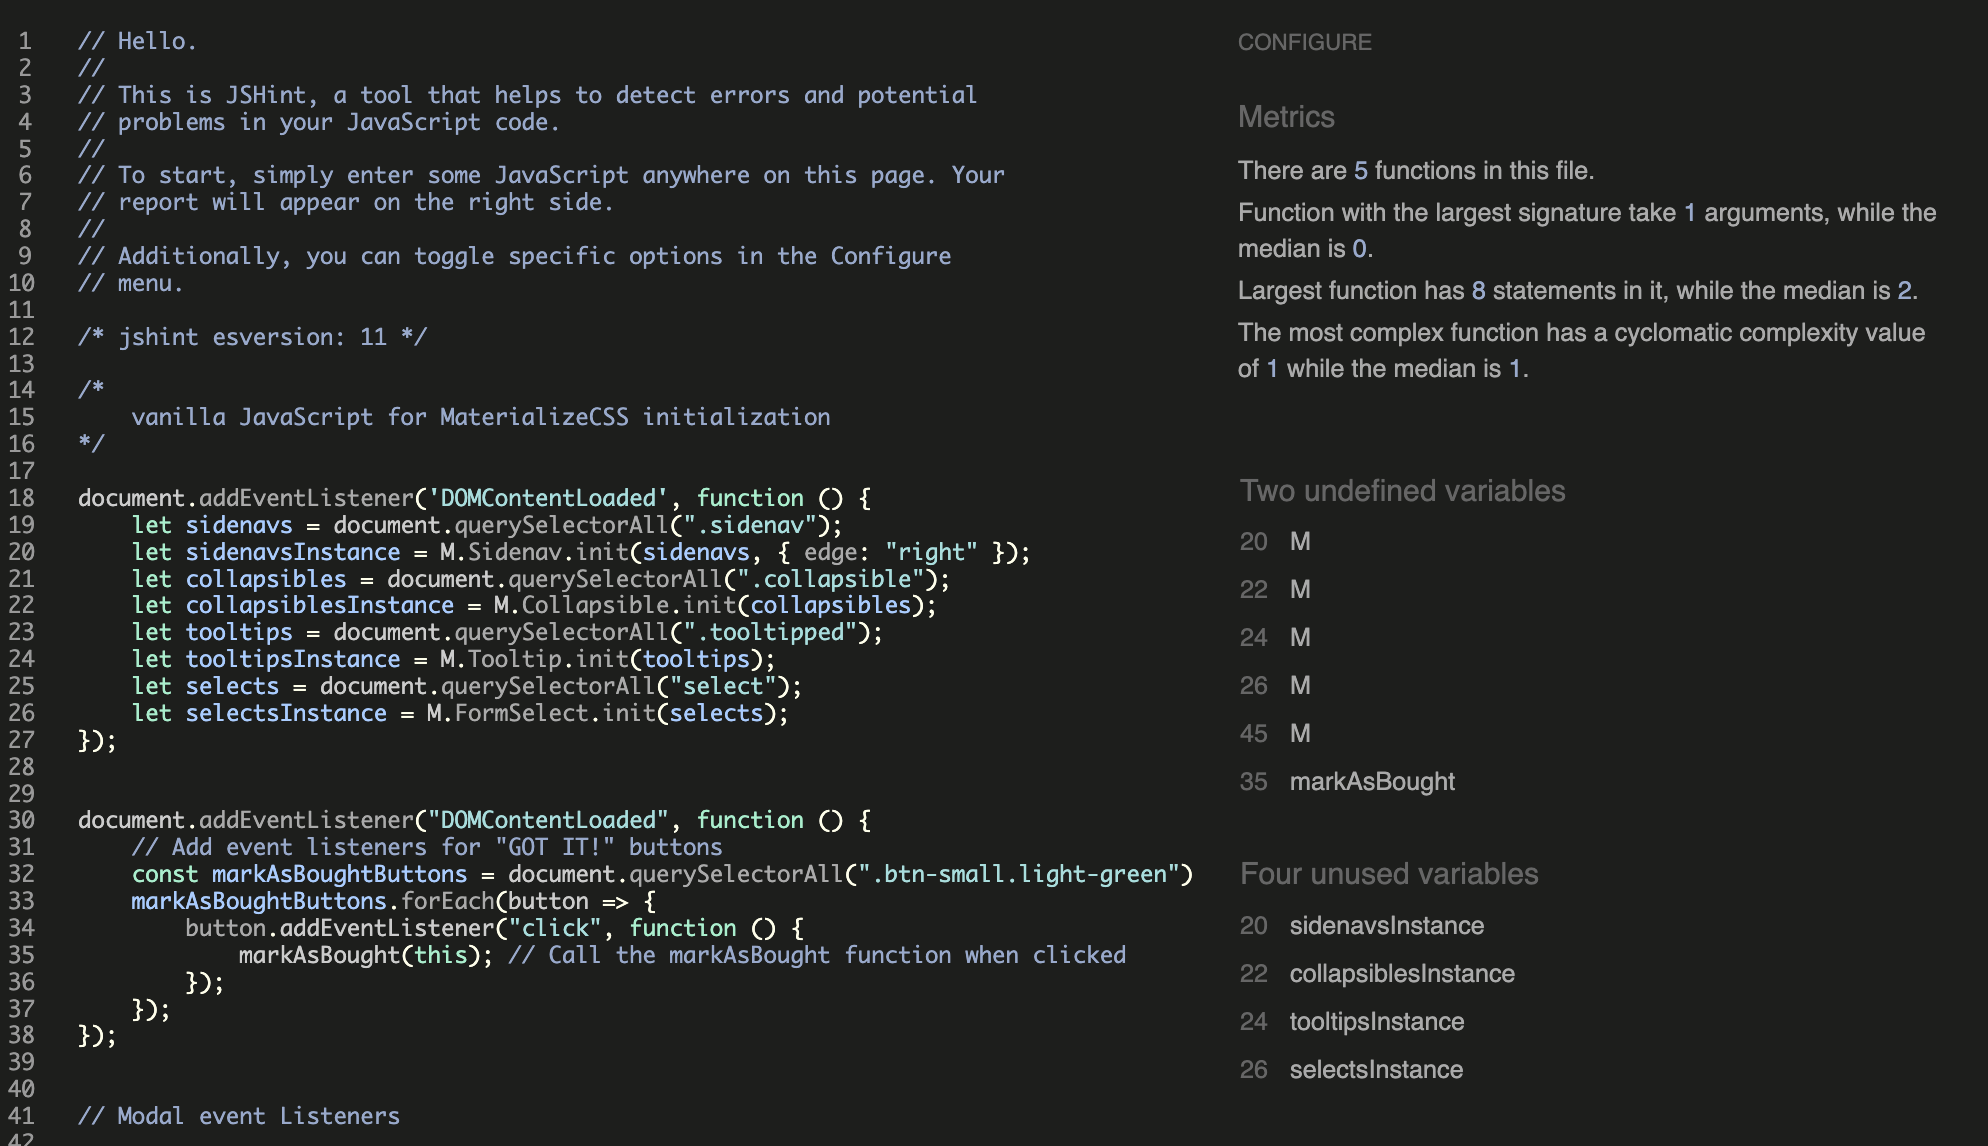 1 // Hello.
2 //
3 // This is JSHint, a tool that helps to detect errors and potential
4 // problems in your JavaScript code.
5 //
6 // To start, simply enter some JavaScript anywhere on this page. Your
7 // report will appear on the right side.
8 //
9 // Additionally, you can toggle specific options in the Configure
10 // menu.
11
12 /* jshint esversion: 11 */
13
14 /*
15     vanilla JavaScript for MaterializeCSS initialization
16 */
17
18 document.addEventListener('DOMContentLoaded', function () {
19     let sidenavs = document.querySelectorAll(".sidenav");
20     let sidenavsInstance = M.Sidenav.init(sidenavs, { edge: "right" });
21     let collapsibles = document.querySelectorAll(".collapsible");
22     let collapsiblesInstance = M.Collapsible.init(collapsibles);
23     let tooltips = document.querySelectorAll(".tooltipped");
24     let tooltipsInstance = M.Tooltip.init(tooltips);
25     let selects = document.querySelectorAll("select");
26     let selectsInstance = M.FormSelect.init(selects);
27 });
28
29
30 document.addEventListener("DOMContentLoaded", function () {
31     // Add event listeners for "GOT IT!" buttons
32     const markAsBoughtButtons = document.querySelectorAll(".btn-small.light-green")
33     markAsBoughtButtons.forEach(button => {
34         button.addEventListener("click", function () {
35             markAsBought(this); // Call the markAsBought function when clicked
36         });
37     });
38 });
39
40
41 // Modal event Listeners
42
CONFIGURE
Metrics
There are 5 functions in this file.
Function with the largest signature take 1 arguments, while the
median is 0.
Largest function has 8 statements in it, while the median is 2.
The most complex function has a cyclomatic complexity value
of 1 while the median is 1.
Two undefined variables
20 M
22 M
24 M
26 M
45 M
35 markAsBought
Four unused variables
20 sidenavsInstance
22 collapsiblesInstance
24 tooltipsInstance
26 selectsInstance